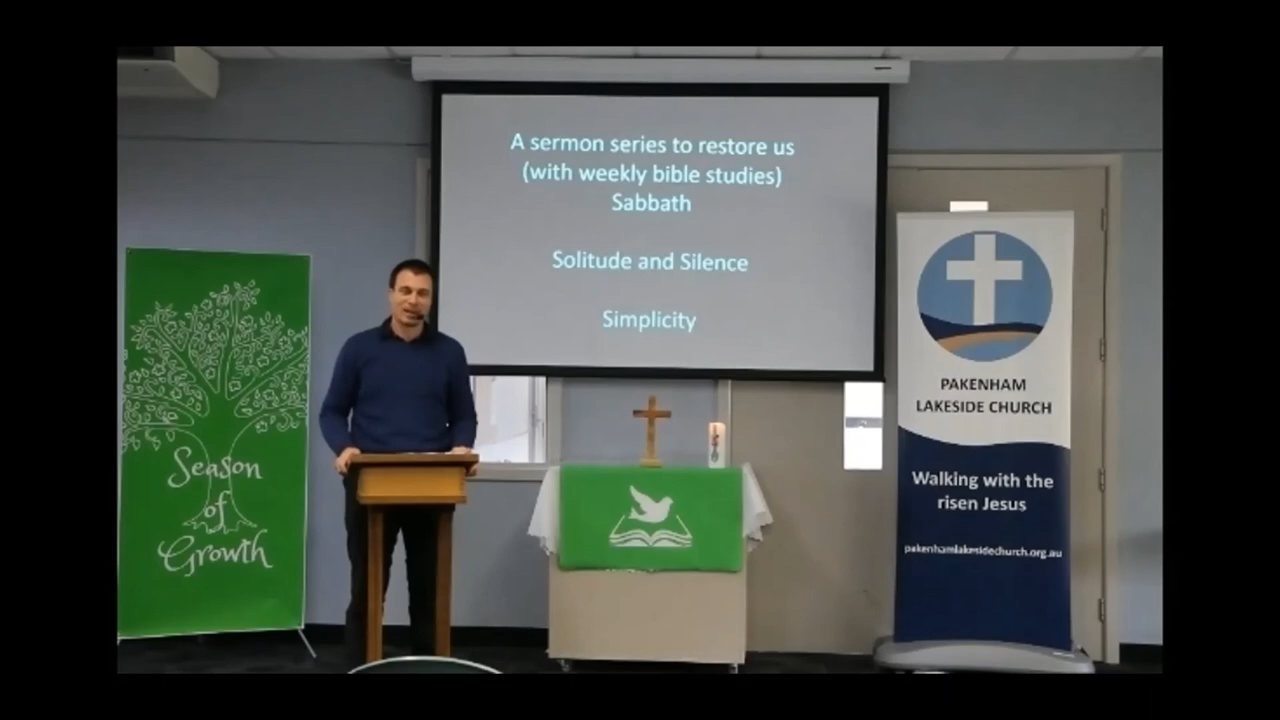 A sermon series to restore us
(with weekly bible studies)
Sabbath
Solitude and Silence
Simplicity
Season
of
Growth
PAKENHAM
LAKESIDE CHURCH
Walking with the
risen Jesus
pakenhamlakesidechurch.org.au